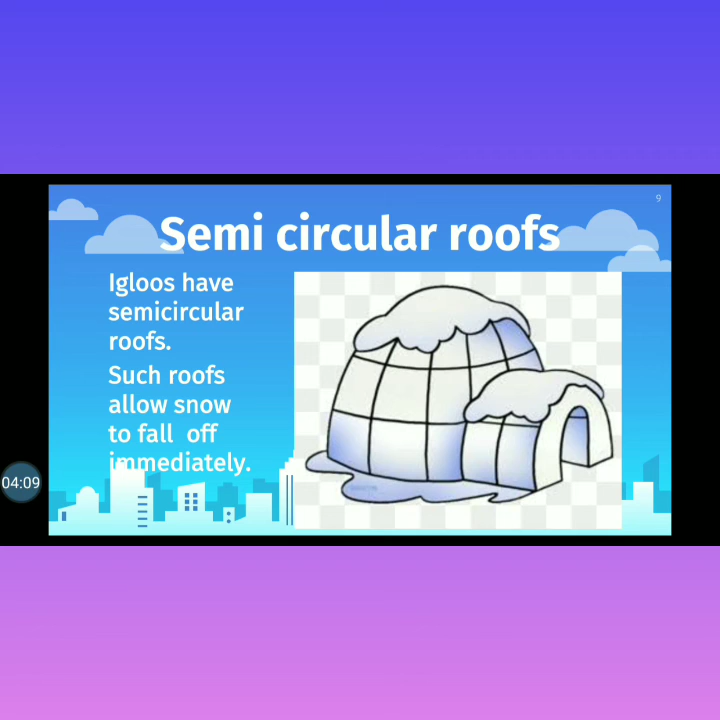 9
Semi circular roofs
Igloos have
semicircular
roofs.
Such roofs
allow snow
to fall off
immediately.
04:09